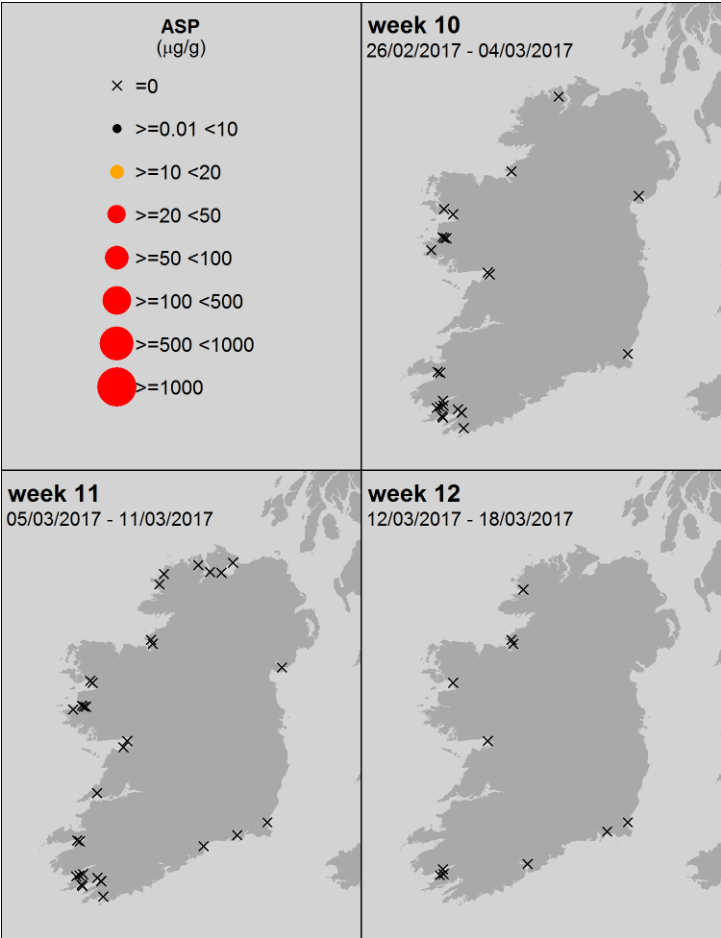 ASP
(µg/g)
=0
>=0.01 <10
>=10 <20
>=20 <50
>=50 <100
>=100 <500
>=500 <1000
>=1000
week 10
26/02/2017 - 04/03/2017
week 11
05/03/2017 - 11/03/2017
week 12
12/03/2017 - 18/03/2017